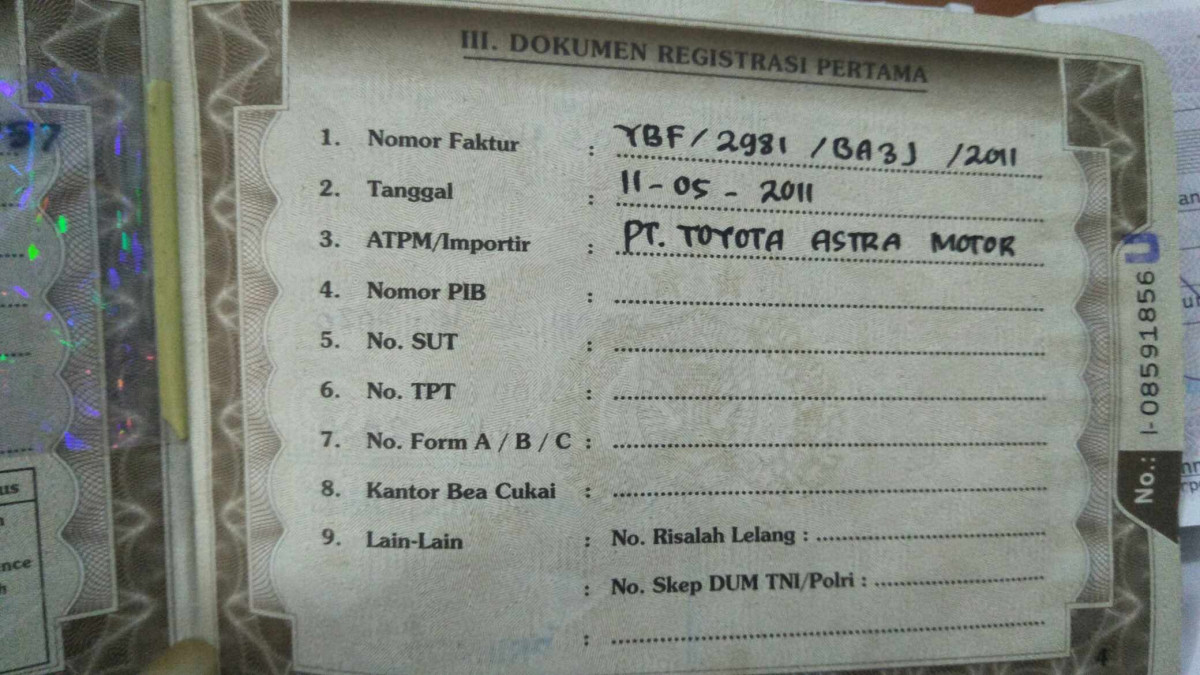 III. DOKUMEN REGISTRASI PERTAMA
1. Nomor Faktur : YBF / 2981 / BA3J / 2011
2. Tanggal : 11 - 05 - 2011
3. ATPM/Importir : PT. TOYOTA ASTRA MOTOR
4. Nomor PIB :
5. No. SUT :
6. No. TPT :
7. No. Form A / B / C :
8. Kantor Bea Cukai :
9. Lain-Lain : No. Risalah Lelang :
: No. Skep DUM TNI/Polri :
:
4
No.: I-08591856 U